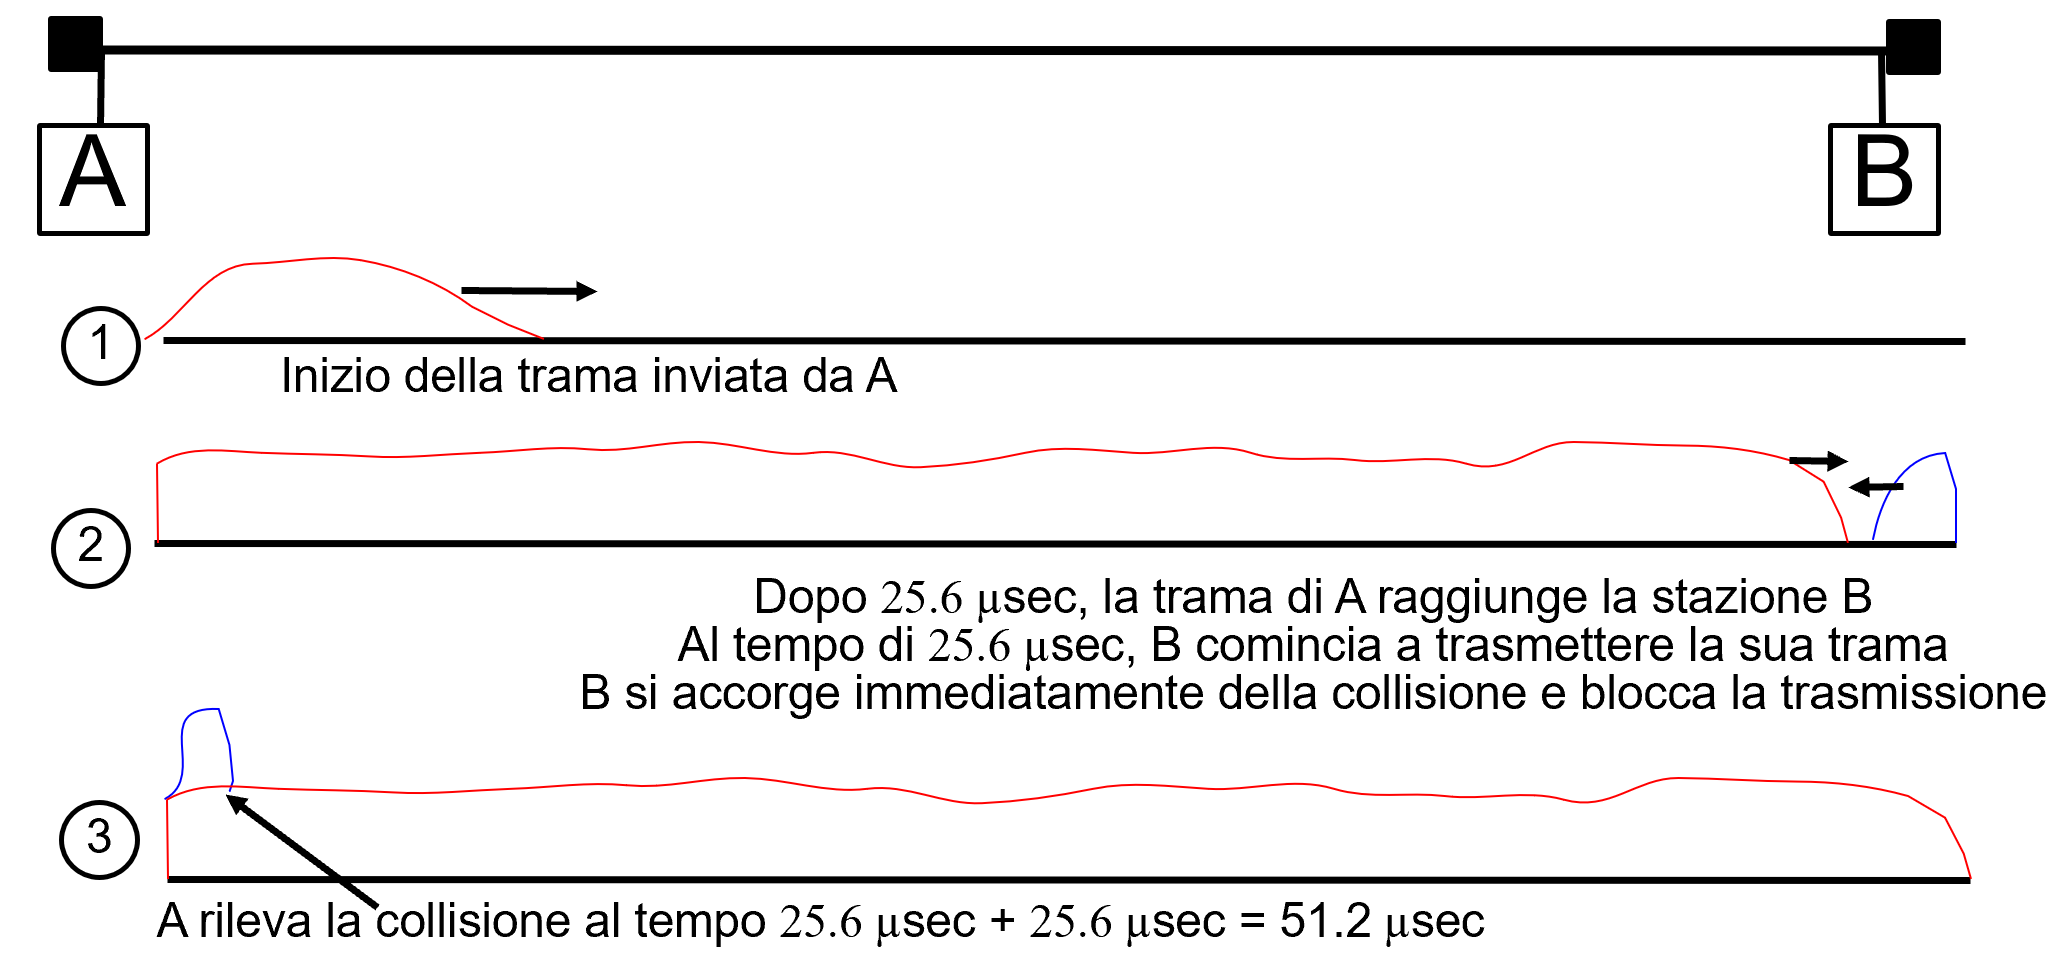 A
B
1
Inizio della trama inviata da A
2
Dopo 25.6 µsec, la trama di A raggiunge la stazione B
Al tempo di 25.6 µsec, B comincia a trasmettere la sua trama
B si accorge immediatamente della collisione e blocca la trasmissione
3
A rileva la collisione al tempo 25.6 µsec + 25.6 µsec = 51.2 µsec